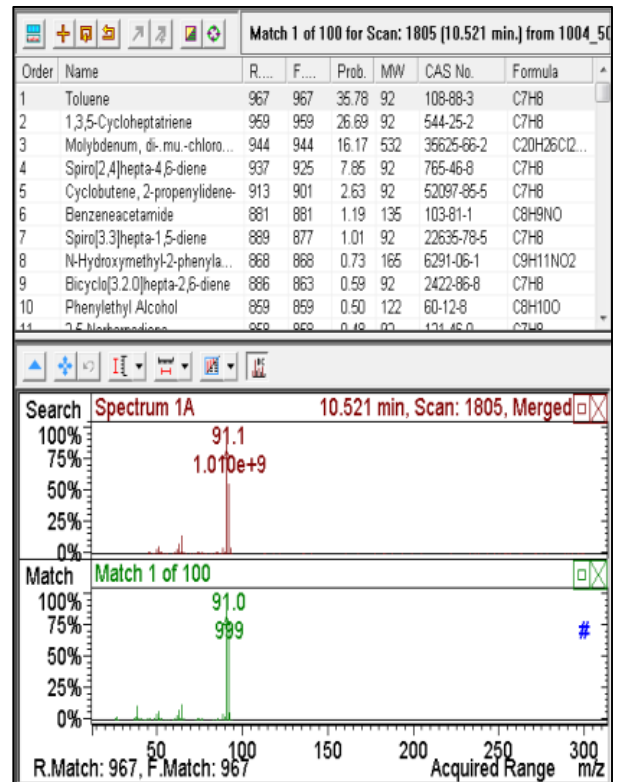 Match 1 of 100 for Scan: 1805 (10.521 min.) from 1004_50
Order Name R.... F.... Prob. MW CAS No. Formula
1 Toluene 967 967 35.78 92 108-88-3 C7H8
2 1,3,5-Cycloheptatriene 959 959 26.69 92 544-25-2 C7H8
3 Molybdenum, di-.mu.-chloro... 944 944 16.17 532 35625-66-2 C20H26Cl2...
4 Spiro[2,4]hepta-4,6-diene 937 925 7.85 92 765-46-8 C7H8
5 Cyclobutene, 2-propenylidene- 913 901 2.63 92 52097-85-5 C7H8
6 Benzeneacetamide 881 881 1.19 135 103-81-1 C8H9NO
7 Spiro[3.3]hepta-1,5-diene 889 877 1.01 92 22635-78-5 C7H8
8 N-Hydroxymethyl-2-phenyla... 868 868 0.73 165 6291-06-1 C9H11NO2
9 Bicyclo[3.2.0]hepta-2,6-diene 886 863 0.59 92 2422-86-8 C7H8
10 Phenylethyl Alcohol 859 859 0.50 122 60-12-8 C8H10O
Search Spectrum 1A 10.521 min, Scan: 1805, Merged
100% 91.1
75% 1.010e+9
50%
25%
0%
Match Match 1 of 100
100% 91.0
75% 999 #
50%
25%
0%
50 100 150 200 250 300
R.Match: 967, F.Match: 967 Acquired Range m/z